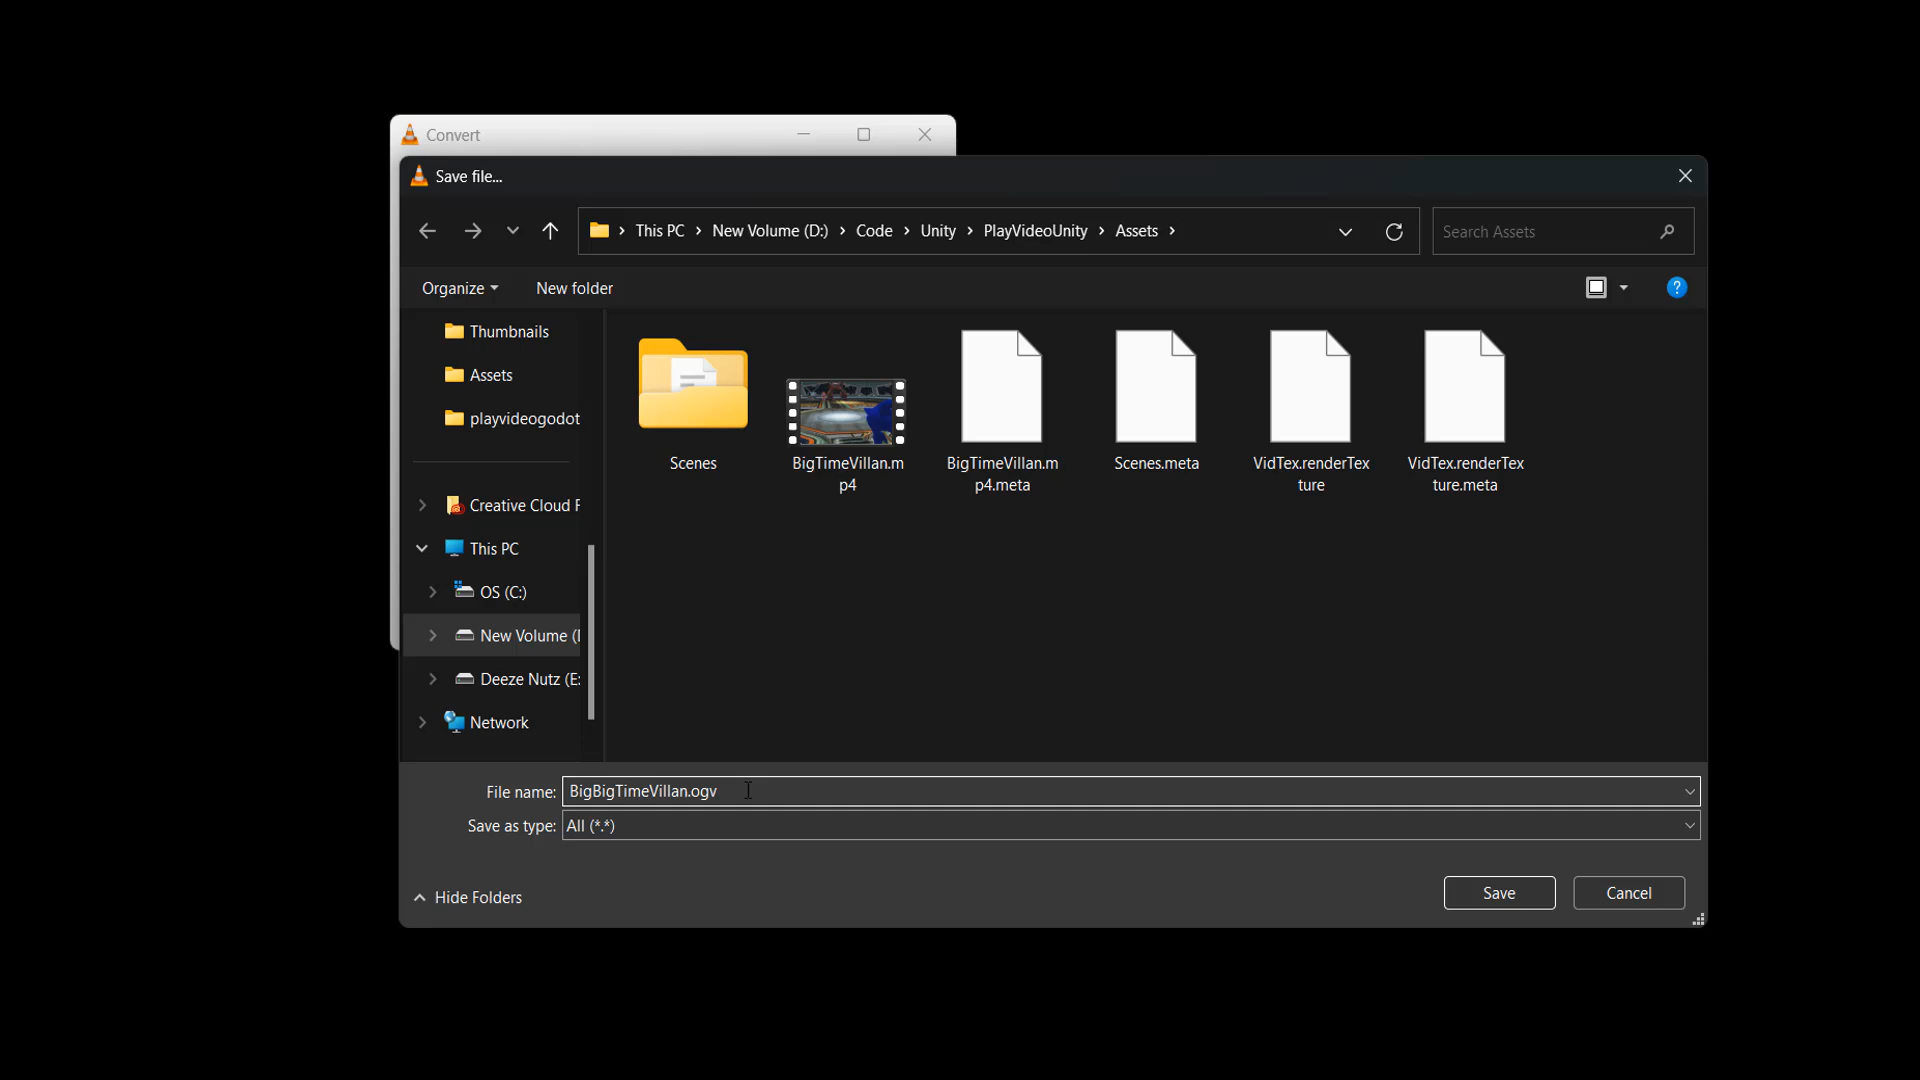 Convert
Save file...
This PC > New Volume (D:) > Code > Unity > PlayVideoUnity > Assets >
Search Assets
Organize
New folder
Thumbnails
Assets
playvideogodot
Creative Cloud F
This PC
OS (C:)
New Volume (
Deeze Nutz (E:
Network
Scenes
BigTimeVillan.m
p4
BigTimeVillan.m
p4.meta
Scenes.meta
VidTex.renderTex
ture
VidTex.renderTex
ture.meta
File name: BigBigTimeVillan.ogv
Save as type: All (*.*)
Hide Folders
Save
Cancel